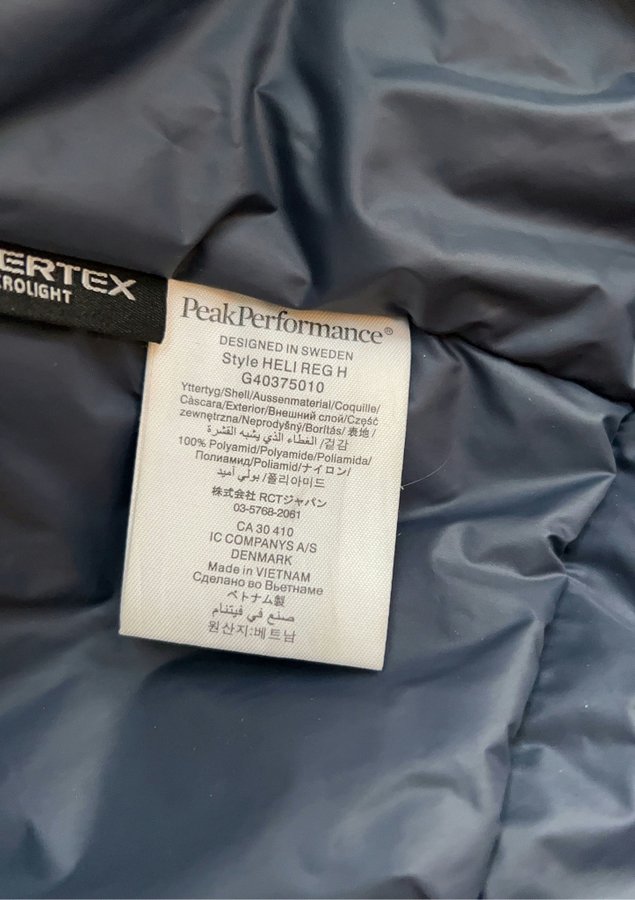 ERTEX
ROLIGHT
PeakPerformance®
DESIGNED IN SWEDEN
Style HELI REG H
G40375010
Yttertyg/Shell/Aussenmaterial/Coquille/
Càscara/Exterior/Внешний слой/Część
zewnętrzna/Neprodyšný/Borítás/表地/
الغطاء الذي يشبه القشرة/겉감
100% Polyamid/Polyamide/Poliamida/
Полиамид/Poliamid/ナイロン/
بولي أميد/폴리아미드
株式会社 RCTジャパン
03-5768-2061
CA 30 410
IC COMPANYS A/S
DENMARK
Made in VIETNAM
Сделано во Вьетнаме
ベトナム製
صنع في فيتنام
원산지:베트남